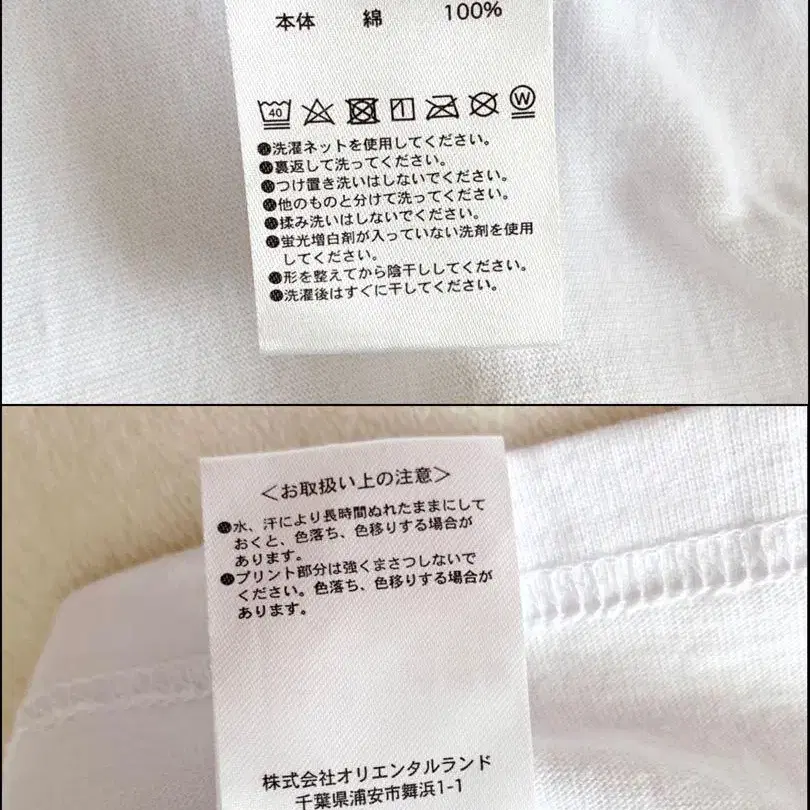 本体 綿 100%
40 W
●洗濯ネットを使用してください。
●裏返して洗ってください。
●つけ置き洗いはしないでください。
●他のものと分けて洗ってください。
●揉み洗いはしないでください。
●蛍光増白剤が入っていない洗剤を使用
してください。
●形を整えてから陰干ししてください。
●洗濯後はすぐに干してください。
＜お取扱い上の注意＞
●水、汗により長時間ぬれたままにして
おくと、色落ち、色移りする場合が
あります。
●プリント部分は強くまさつしないで
ください。色落ち、色移りする場合が
あります。
株式会社オリエンタルランド
千葉県浦安市舞浜1-1